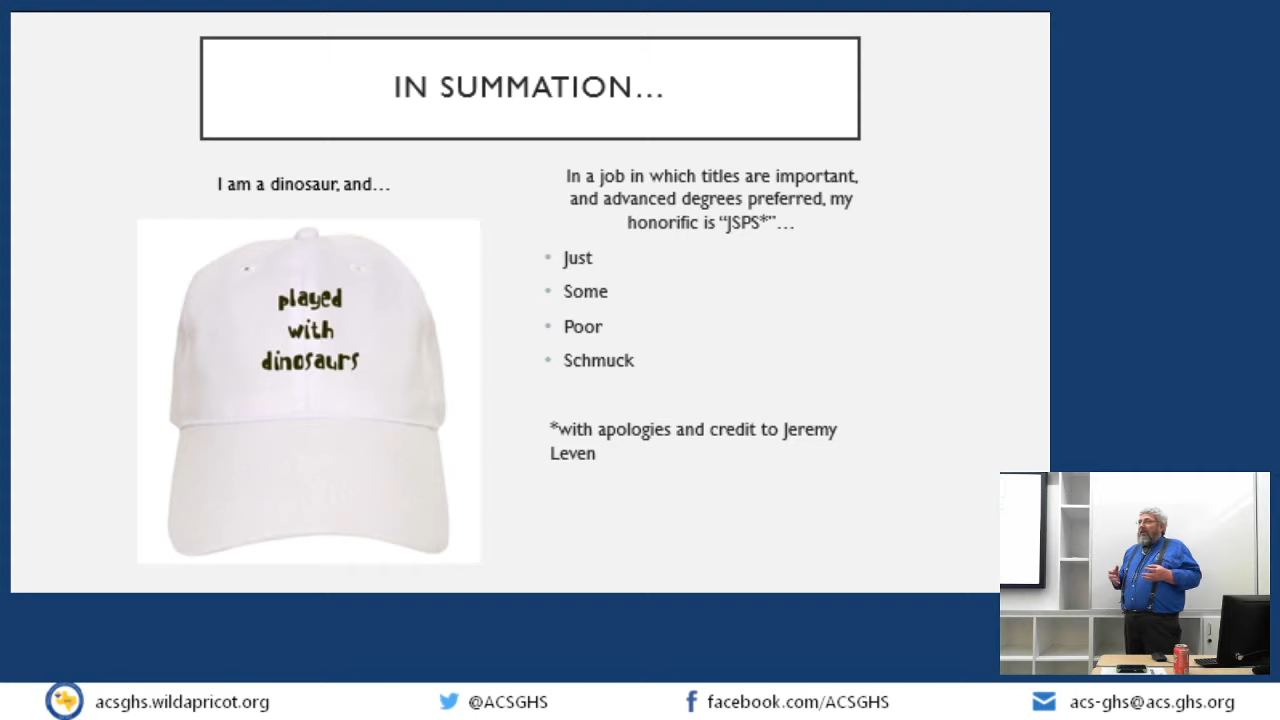 IN SUMMATION...
I am a dinosaur, and...
played
with
dinosaurs
In a job in which titles are important,
and advanced degrees preferred, my
honorific is “JSPS*”...
• Just
• Some
• Poor
• Schmuck
*with apologies and credit to Jeremy
Leven
acsghs.wildapricot.org
@ACSGHS
facebook.com/ACSGHS
acs-ghs@acs.ghs.org